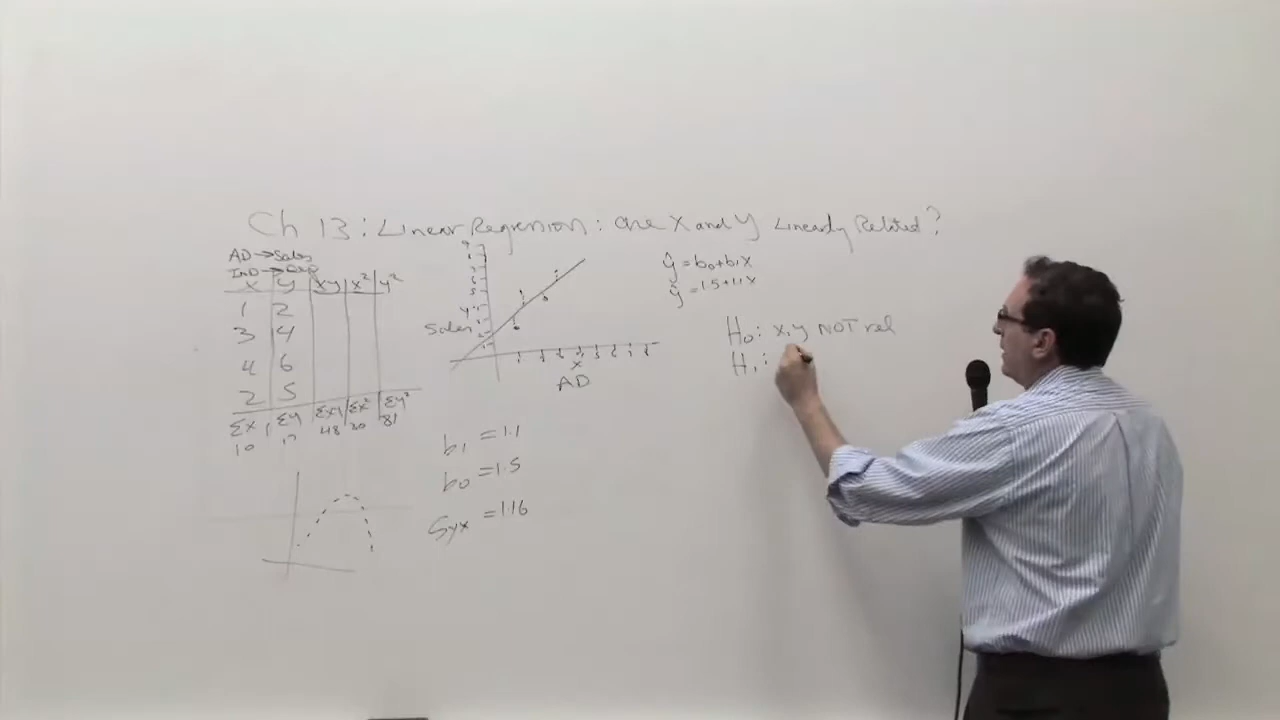 Ch 13: Linear Regression: are X and Y Linearly Related?
AD → Sales
IND → Dep
x y xy x² y²
1 2
3 4
4 6
2 5
Σx Σy Σxy Σx² Σy²
10 17 48 30 81
Sales
X
AD
b₁ = 1.1
b₀ = 1.5
Syx = 1.16
ŷ = b₀+b₁x
ŷ = 1.5+1.1x
H₀: x,y NOT rel
H₁: